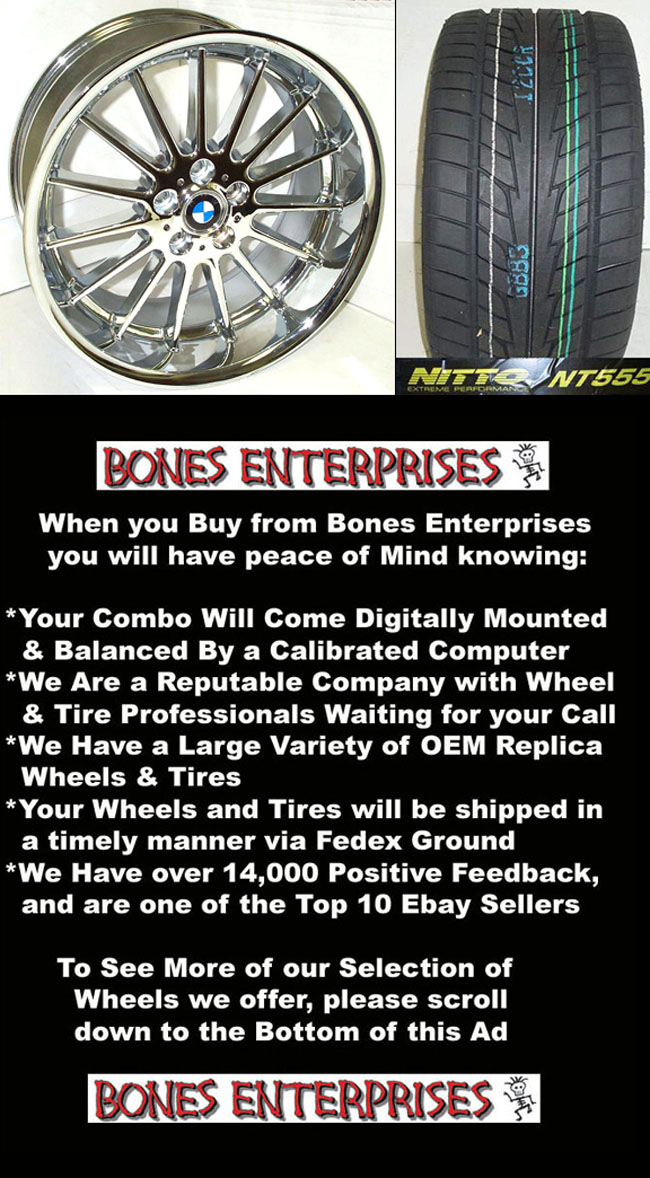 I2CCR
G8B3
NITTO NT555
EXTREME PERFORMANCE
BONES ENTERPRISES
When you Buy from Bones Enterprises
you will have peace of Mind knowing:
*Your Combo Will Come Digitally Mounted
& Balanced By a Calibrated Computer
*We Are a Reputable Company with Wheel
& Tire Professionals Waiting for your Call
*We Have a Large Variety of OEM Replica
Wheels & Tires
*Your Wheels and Tires will be shipped in
a timely manner via Fedex Ground
*We Have over 14,000 Positive Feedback,
and are one of the Top 10 Ebay Sellers
To See More of our Selection of
Wheels we offer, please scroll
down to the Bottom of this Ad
BONES ENTERPRISES